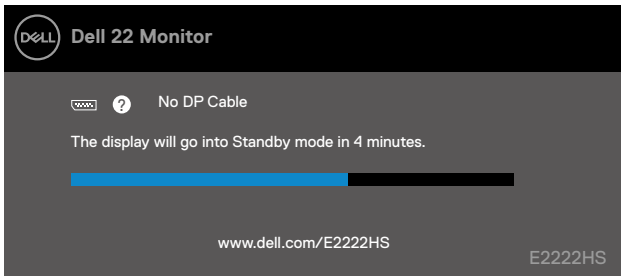 DELL Dell 22 Monitor
? No DP Cable
The display will go into Standby mode in 4 minutes.
www.dell.com/E2222HS
E2222HS